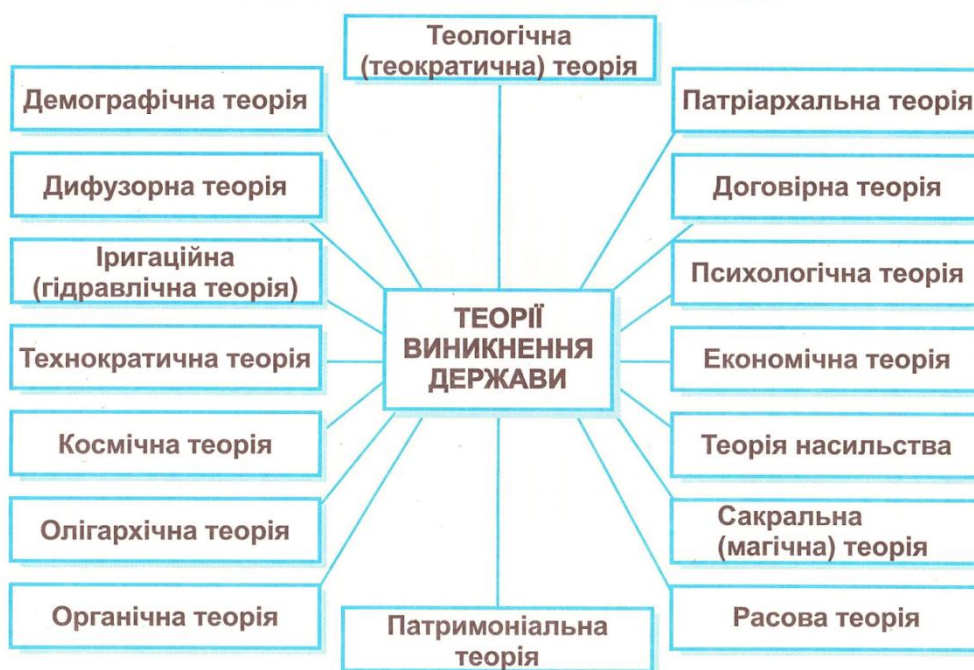 Теологічна
(теократична) теорія
Демографічна теорія
Патріархальна теорія
Дифузорна теорія
Договірна теорія
Іригаційна
(гідравлічна теорія)
Психологічна теорія
ТЕОРІЇ
ВИНИКНЕННЯ
ДЕРЖАВИ
Технократична теорія
Економічна теорія
Космічна теорія
Теорія насильства
Олігархічна теорія
Сакральна
(магічна) теорія
Органічна теорія
Патримоніальна
теорія
Расова теорія